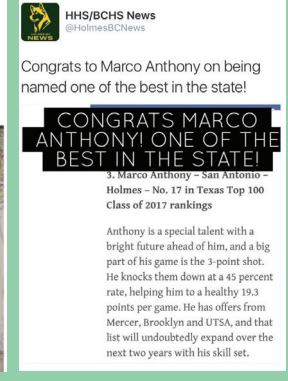 HHS/BCHS News
@HolmesBCNews
NEWS
Congrats to Marco Anthony on being
named one of the best in the state!
CONGRATS MARCO
ANTHONY! ONE OF THE
BEST IN THE STATE!
3. Marco Anthony – San Antonio –
Holmes – No. 17 in Texas Top 100
Class of 2017 rankings
Anthony is a special talent with a
bright future ahead of him, and a big
part of his game is the 3-point shot.
He knocks them down at a 45 percent
rate, helping him to a healthy 19.3
points per game. He has offers from
Mercer, Brooklyn and UTSA, and that
list will undoubtedly expand over the
next two years with his skill set.